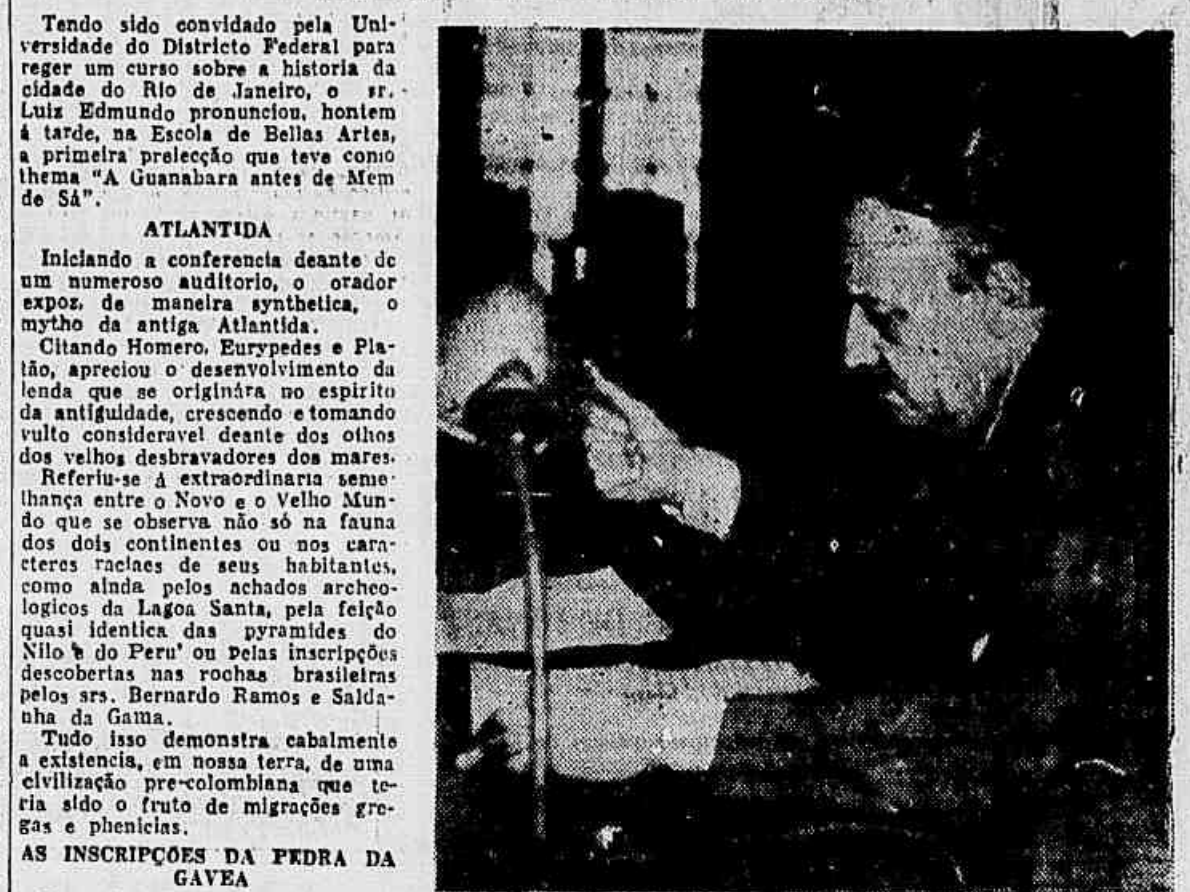 Tendo sido convidado pela Uni-
versidade do Districto Federal para
reger um curso sobre a historia da
cidade do Rio de Janeiro, o sr.
Luiz Edmundo pronunciou, hontem
á tarde, na Escola de Bellas Artes,
a primeira prelecção que teve como
thema "A Guanabara antes de Mem
de Sá".
ATLANTIDA
Iniciando a conferencia deante de
um numeroso auditorio, o orador
expoz, de maneira synthetica, o
mytho da antiga Atlantida.
Citando Homero, Eurypedes e Pla-
tão, apreciou o desenvolvimento da
lenda que se originára no espirito
da antiguidade, crescendo e tomando
vulto consideravel deante dos olhos
dos velhos desbravadores dos mares.
Referiu-se á extraordinaria seme-
lhança entre o Novo e o Velho Mun-
do que se observa não só na fauna
dos dois continentes ou nos cara-
cteres raciaes de seus habitantes,
como ainda pelos achados archeo-
logicos da Lagoa Santa, pela feição
quasi identica das pyramides do
Nilo e do Peru' ou pelas inscripções
descobertas nas rochas brasileiras
pelos srs. Bernardo Ramos e Salda-
nha da Gama.
Tudo isso demonstra cabalmente
a existencia, em nossa terra, de uma
civilização pre-colombiana que te-
ria sido o fruto de migrações gre-
gas e phenicias.
AS INSCRIPÇÕES DA PEDRA DA
GAVEA